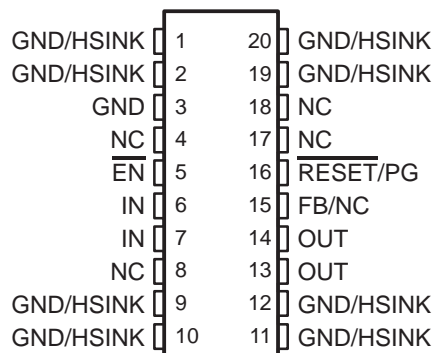 GND/HSINK 1 20 GND/HSINK
GND/HSINK 2 19 GND/HSINK
GND 3 18 NC
NC 4 17 NC
EN 5 16 RESET/PG
IN 6 15 FB/NC
IN 7 14 OUT
NC 8 13 OUT
GND/HSINK 9 12 GND/HSINK
GND/HSINK 10 11 GND/HSINK